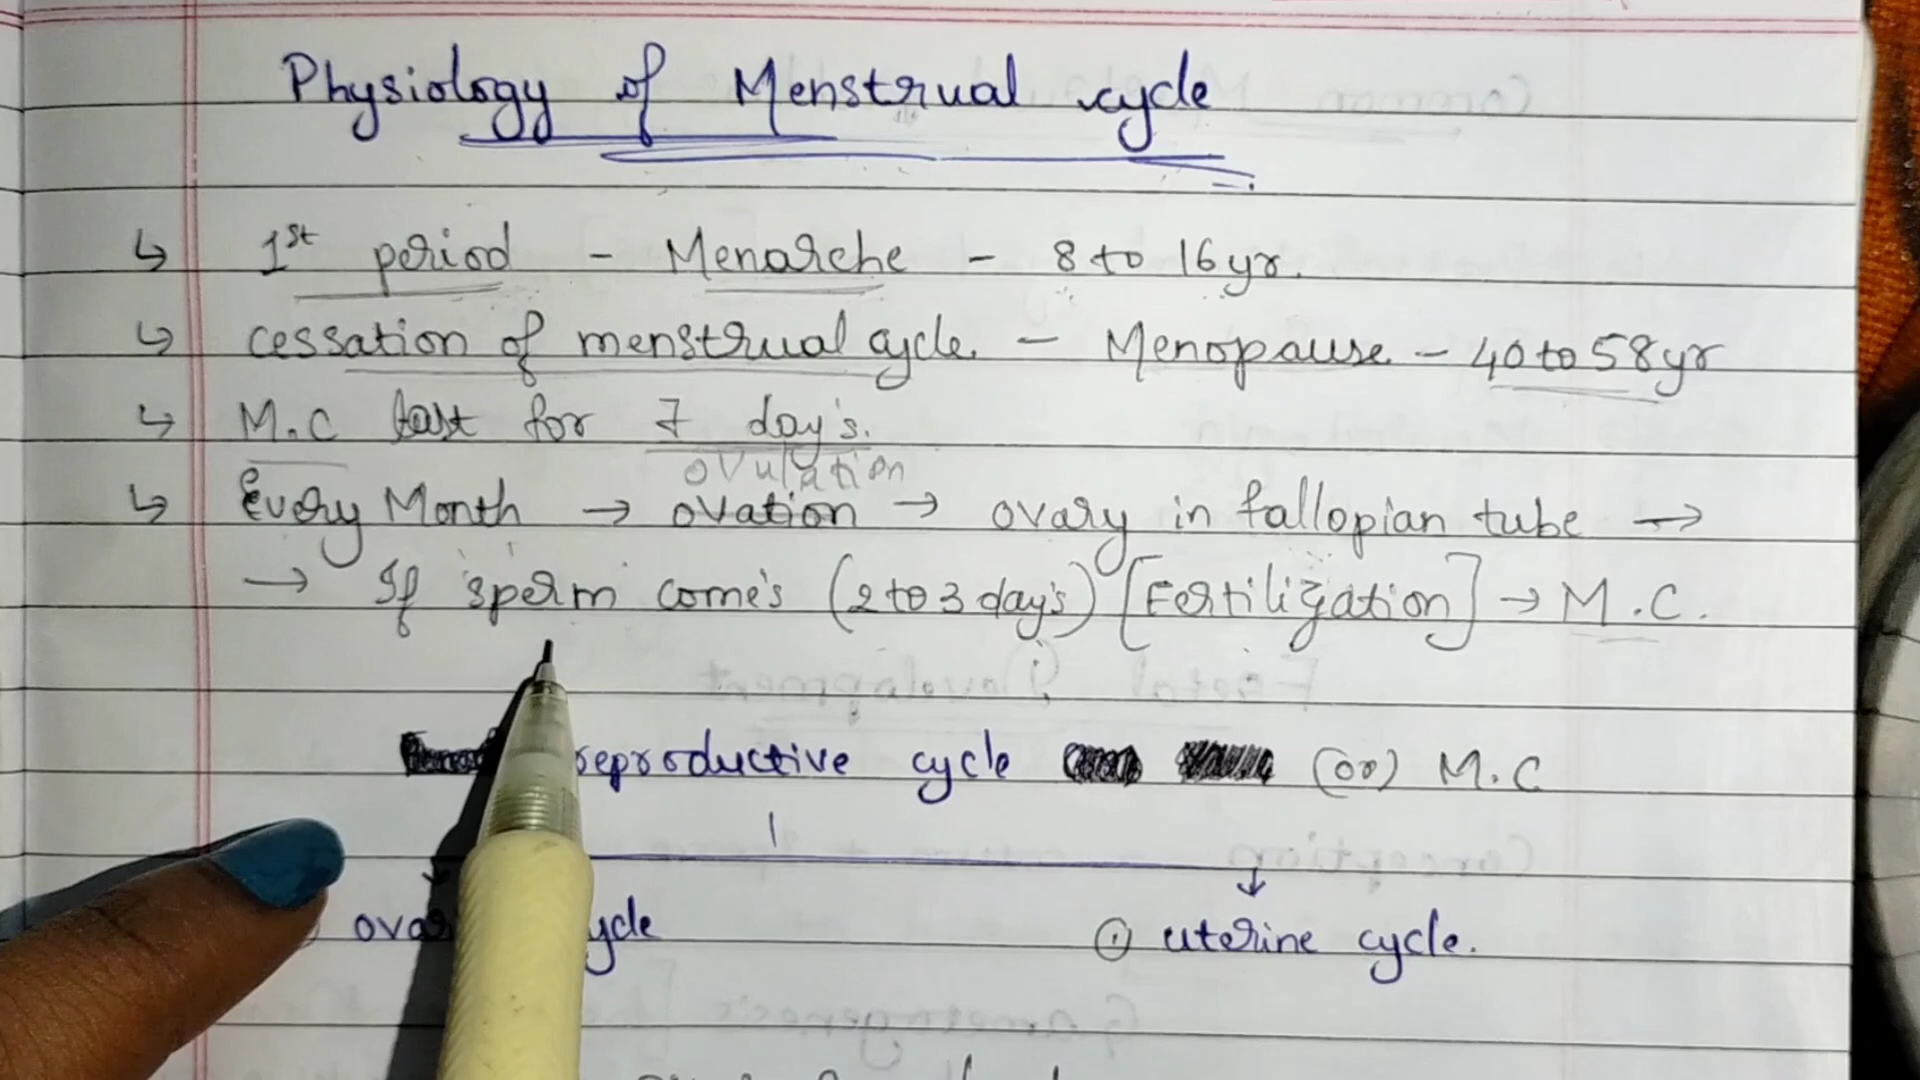 Physiology of Menstrual cycle
↳ 1st period - Menarche - 8 to 16 yr.
↳ cessation of menstrual cycle - Menopause - 40 to 58 yr
↳ M.C last for 7 day's.
ovulation
↳ Every Month → ovation → ovary in fallopian tube →
→ If sperm come's (2 to 3 day's) [Fertilization] → M.C.
reproductive cycle (or) M.C
cycle ① uterine cycle.